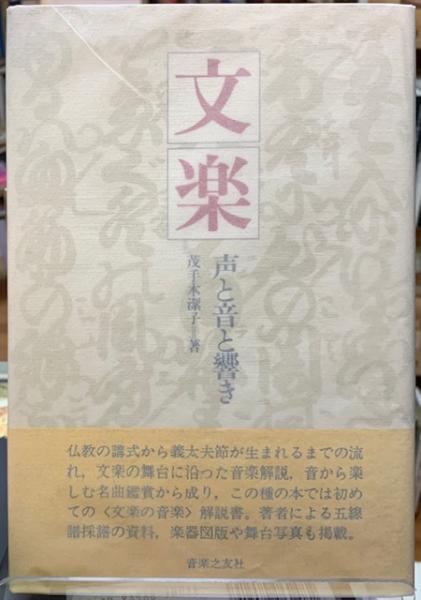 文楽
声と音と響き
茂手木潔子 著
仏教の講式から義太夫節が生まれるまでの流
れ，文楽の舞台に沿った音楽解説，音から楽
しむ名曲鑑賞から成り，この種の本では初め
ての〈文楽の音楽〉解説書。著者による五線
譜採譜の資料，楽器図版や舞台写真も掲載。
音楽之友社